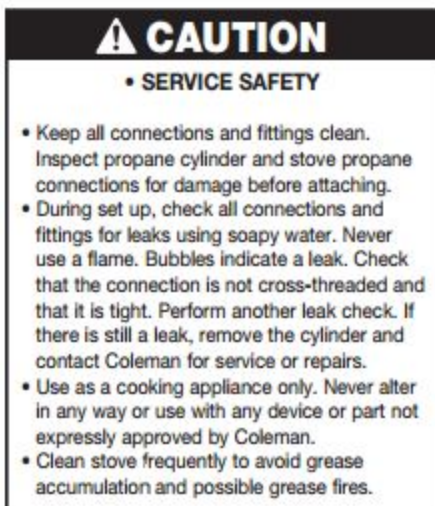 CAUTION
• SERVICE SAFETY
• Keep all connections and fittings clean.
Inspect propane cylinder and stove propane
connections for damage before attaching.
• During set up, check all connections and
fittings for leaks using soapy water. Never
use a flame. Bubbles indicate a leak. Check
that the connection is not cross-threaded and
that it is tight. Perform another leak check. If
there is still a leak, remove the cylinder and
contact Coleman for service or repairs.
• Use as a cooking appliance only. Never alter
in any way or use with any device or part not
expressly approved by Coleman.
• Clean stove frequently to avoid grease
accumulation and possible grease fires.